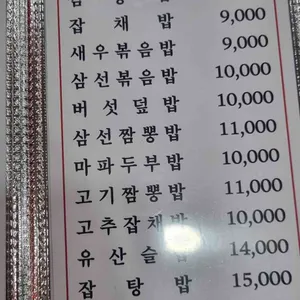 잡 채 밥 9,000
새우볶음밥 9,000
삼선볶음밥 10,000
버 섯 덮 밥 10,000
삼선짬뽕밥 11,000
마파두부밥 10,000
고기짬뽕밥 11,000
고추잡채밥 10,000
유 산 슬 밥 14,000
잡 탕 밥 15,000